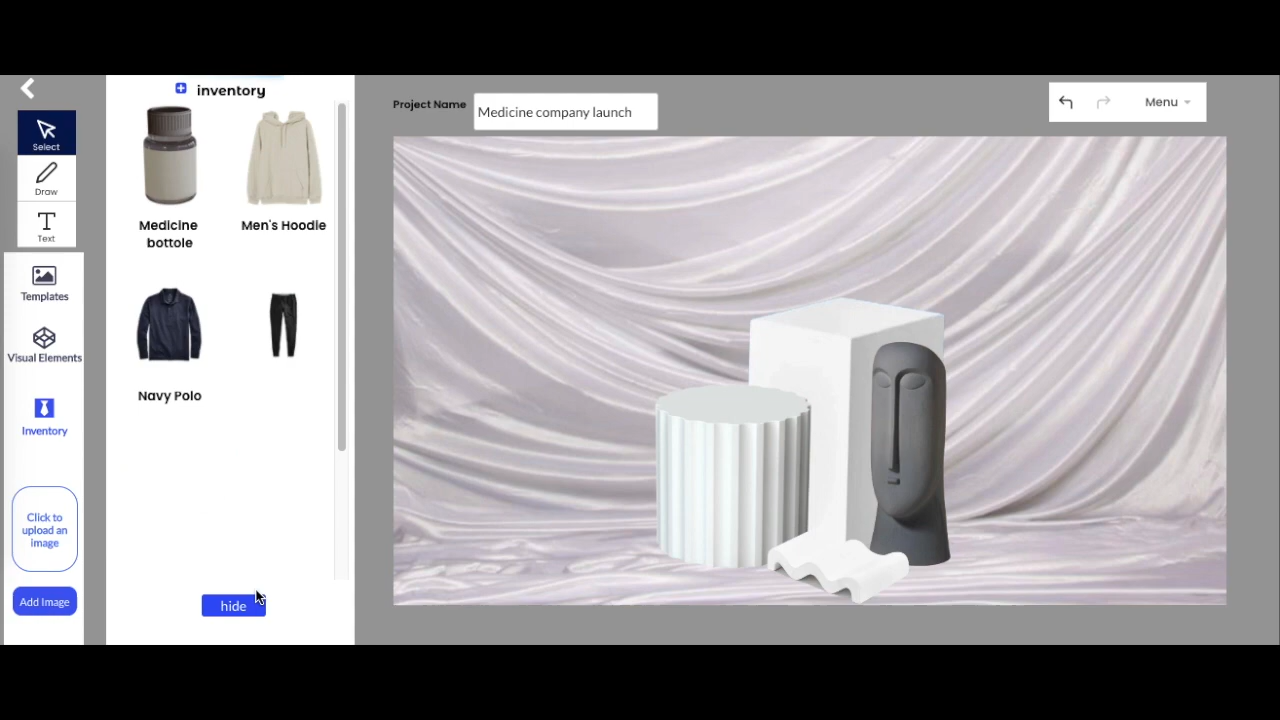 inventory
Project Name
Medicine company launch
Menu
Select
Draw
Text
Templates
Visual Elements
Inventory
Click to
upload an
image
Add Image
Medicine
bottole
Men's Hoodie
Navy Polo
hide